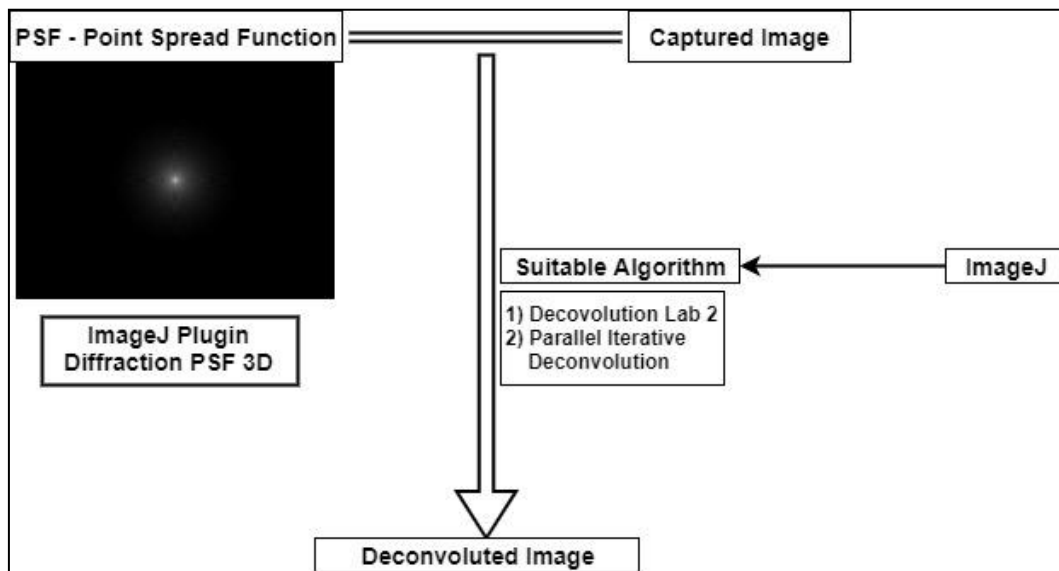 PSF - Point Spread Function
Captured Image
ImageJ Plugin
Diffraction PSF 3D
Suitable Algorithm
ImageJ
1) Decovolution Lab 2
2) Parallel Iterative
Deconvolution
Deconvoluted Image